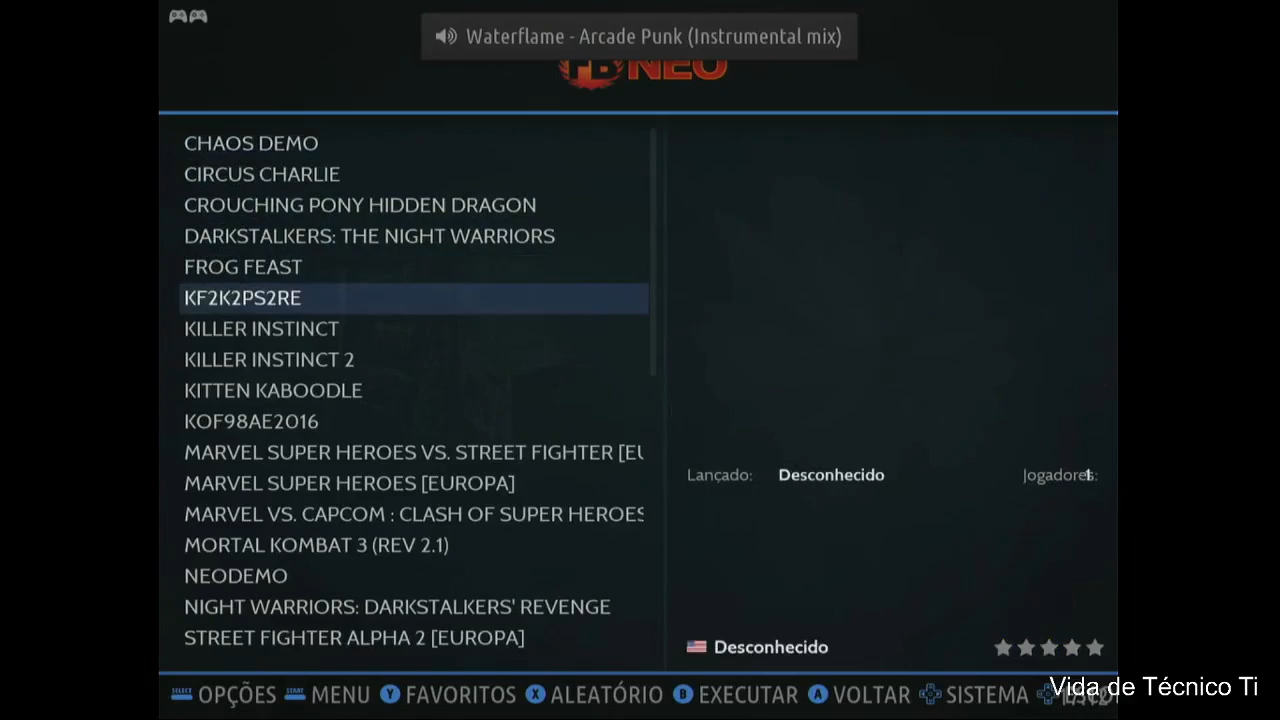 Waterflame - Arcade Punk (Instrumental mix)
FBNEO
CHAOS DEMO
CIRCUS CHARLIE
CROUCHING PONY HIDDEN DRAGON
DARKSTALKERS: THE NIGHT WARRIORS
FROG FEAST
KF2K2PS2RE
KILLER INSTINCT
KILLER INSTINCT 2
KITTEN KABOODLE
KOF98AE2016
MARVEL SUPER HEROES VS. STREET FIGHTER [EU
MARVEL SUPER HEROES [EUROPA]
MARVEL VS. CAPCOM : CLASH OF SUPER HEROES
MORTAL KOMBAT 3 (REV 2.1)
NEODEMO
NIGHT WARRIORS: DARKSTALKERS' REVENGE
STREET FIGHTER ALPHA 2 [EUROPA]
Lançado: Desconhecido Jogadores: 1
Desconhecido
SELECT OPÇÕES START MENU Y FAVORITOS X ALEATÓRIO B EXECUTAR A VOLTAR SISTEMA
Vida de Técnico Ti